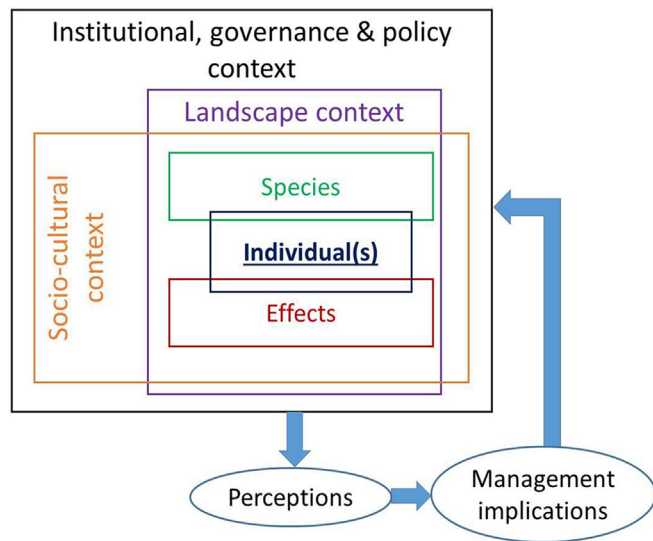 Institutional, governance & policy
context
Landscape context
Socio-cultural
context
Species
Individual(s)
Effects
Perceptions
Management
implications